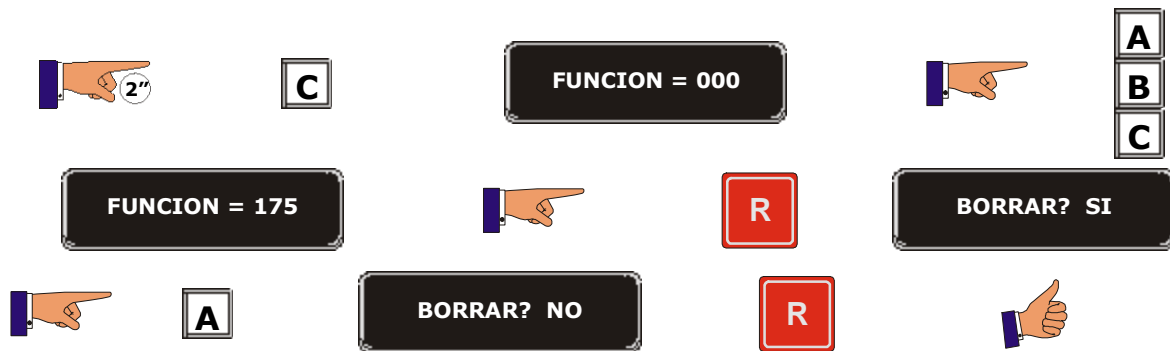 2”
C
FUNCION = 000
A
B
C
FUNCION = 175
R
BORRAR? SI
A
BORRAR? NO
R